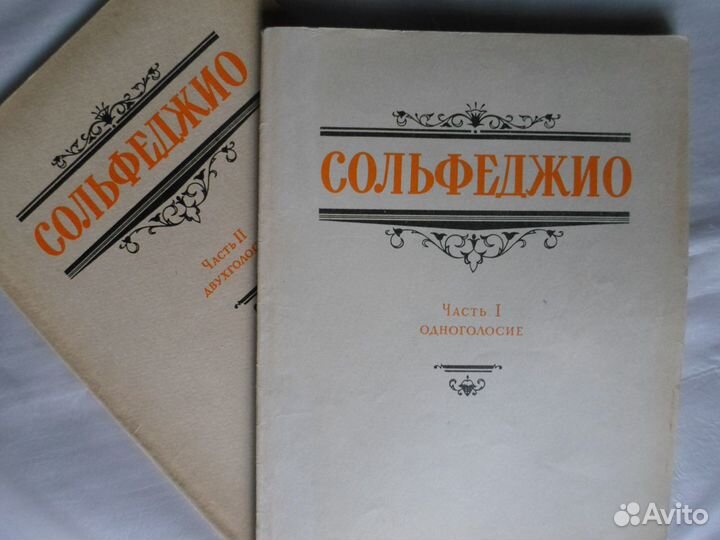 СОЛЬФЕДЖИО
Часть II
СОЛЬФЕДЖИО
Часть I
одноголосие
Avito